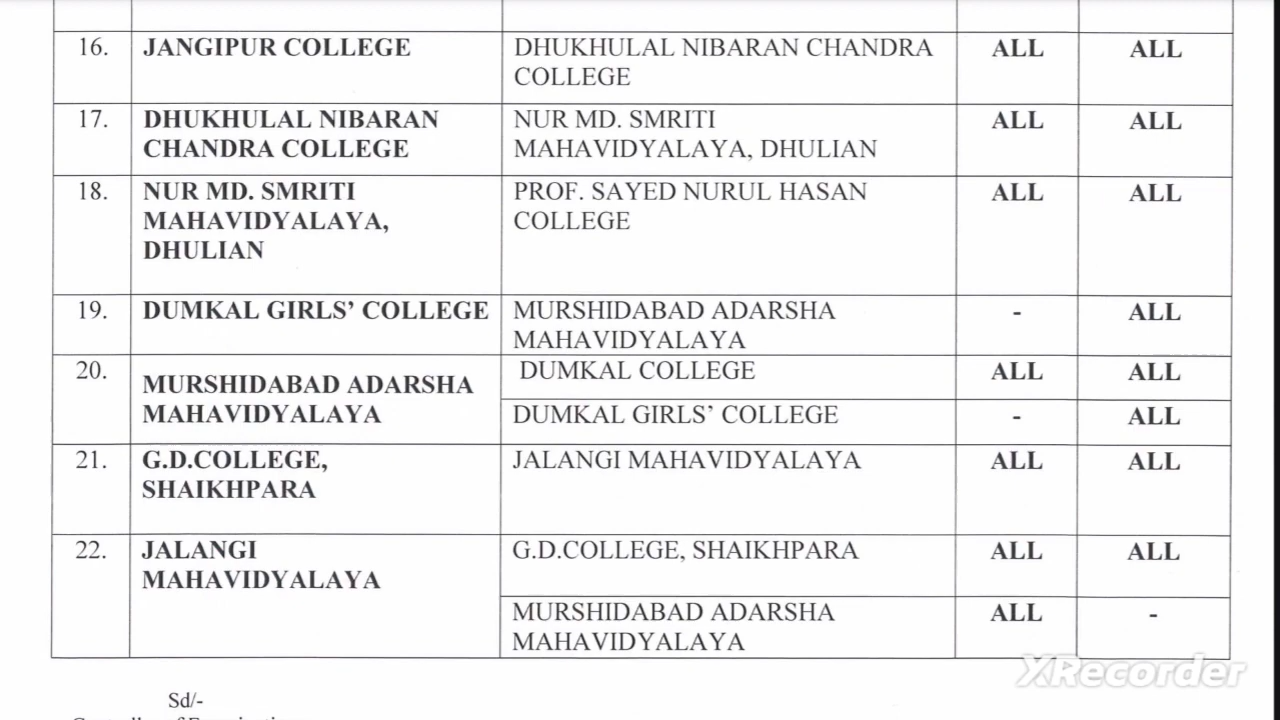 16. JANGIPUR COLLEGE DHUKHULAL NIBARAN CHANDRA ALL ALL
COLLEGE
17. DHUKHULAL NIBARAN NUR MD. SMRITI ALL ALL
CHANDRA COLLEGE MAHAVIDYALAYA, DHULIAN
18. NUR MD. SMRITI PROF. SAYED NURUL HASAN ALL ALL
MAHAVIDYALAYA, COLLEGE
DHULIAN
19. DUMKAL GIRLS’ COLLEGE MURSHIDABAD ADARSHA - ALL
MAHAVIDYALAYA
20. DUMKAL COLLEGE ALL ALL
MURSHIDABAD ADARSHA
MAHAVIDYALAYA DUMKAL GIRLS’ COLLEGE - ALL
21. G.D.COLLEGE, JALANGI MAHAVIDYALAYA ALL ALL
SHAIKHPARA
22. JALANGI G.D.COLLEGE, SHAIKHPARA ALL ALL
MAHAVIDYALAYA
MURSHIDABAD ADARSHA ALL -
MAHAVIDYALAYA
XRecorder
Sd/-